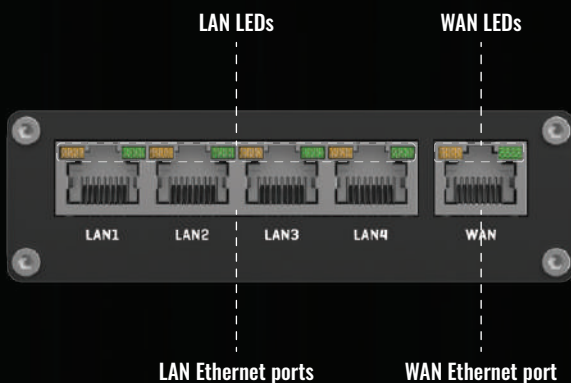 LAN LEDs
WAN LEDs
LAN1
LAN2
LAN3
LAN4
WAN
LAN Ethernet ports
WAN Ethernet port